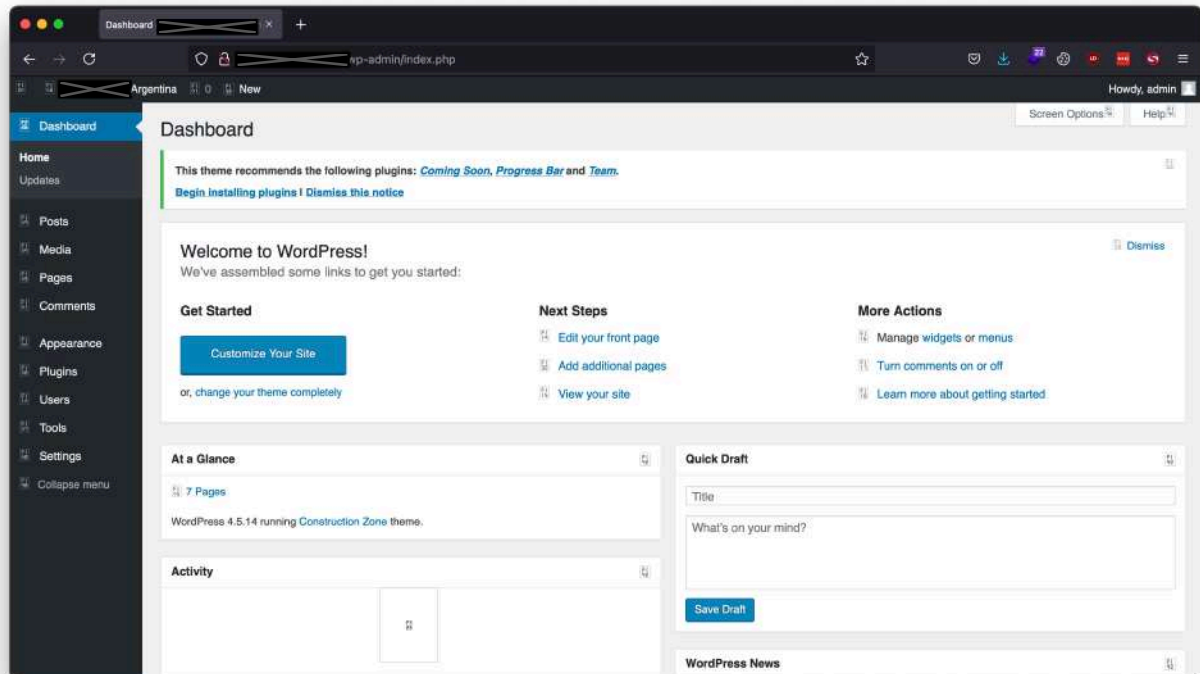 Dashboard
wp-admin/index.php
22
Argentina 0 New Howdy, admin
Screen Options Help
Dashboard
Home
Updates
Posts
Media
Pages
Comments
Appearance
Plugins
Users
Tools
Settings
Collapse menu
Dashboard
This theme recommends the following plugins: Coming Soon, Progress Bar and Team.
Begin installing plugins | Dismiss this notice
Welcome to WordPress!
Dismiss
We've assembled some links to get you started:
Get Started
Customize Your Site
or, change your theme completely
Next Steps
Edit your front page
Add additional pages
View your site
More Actions
Manage widgets or menus
Turn comments on or off
Learn more about getting started
At a Glance
7 Pages
WordPress 4.5.14 running Construction Zone theme.
Activity
Quick Draft
Title
What's on your mind?
Save Draft
WordPress News